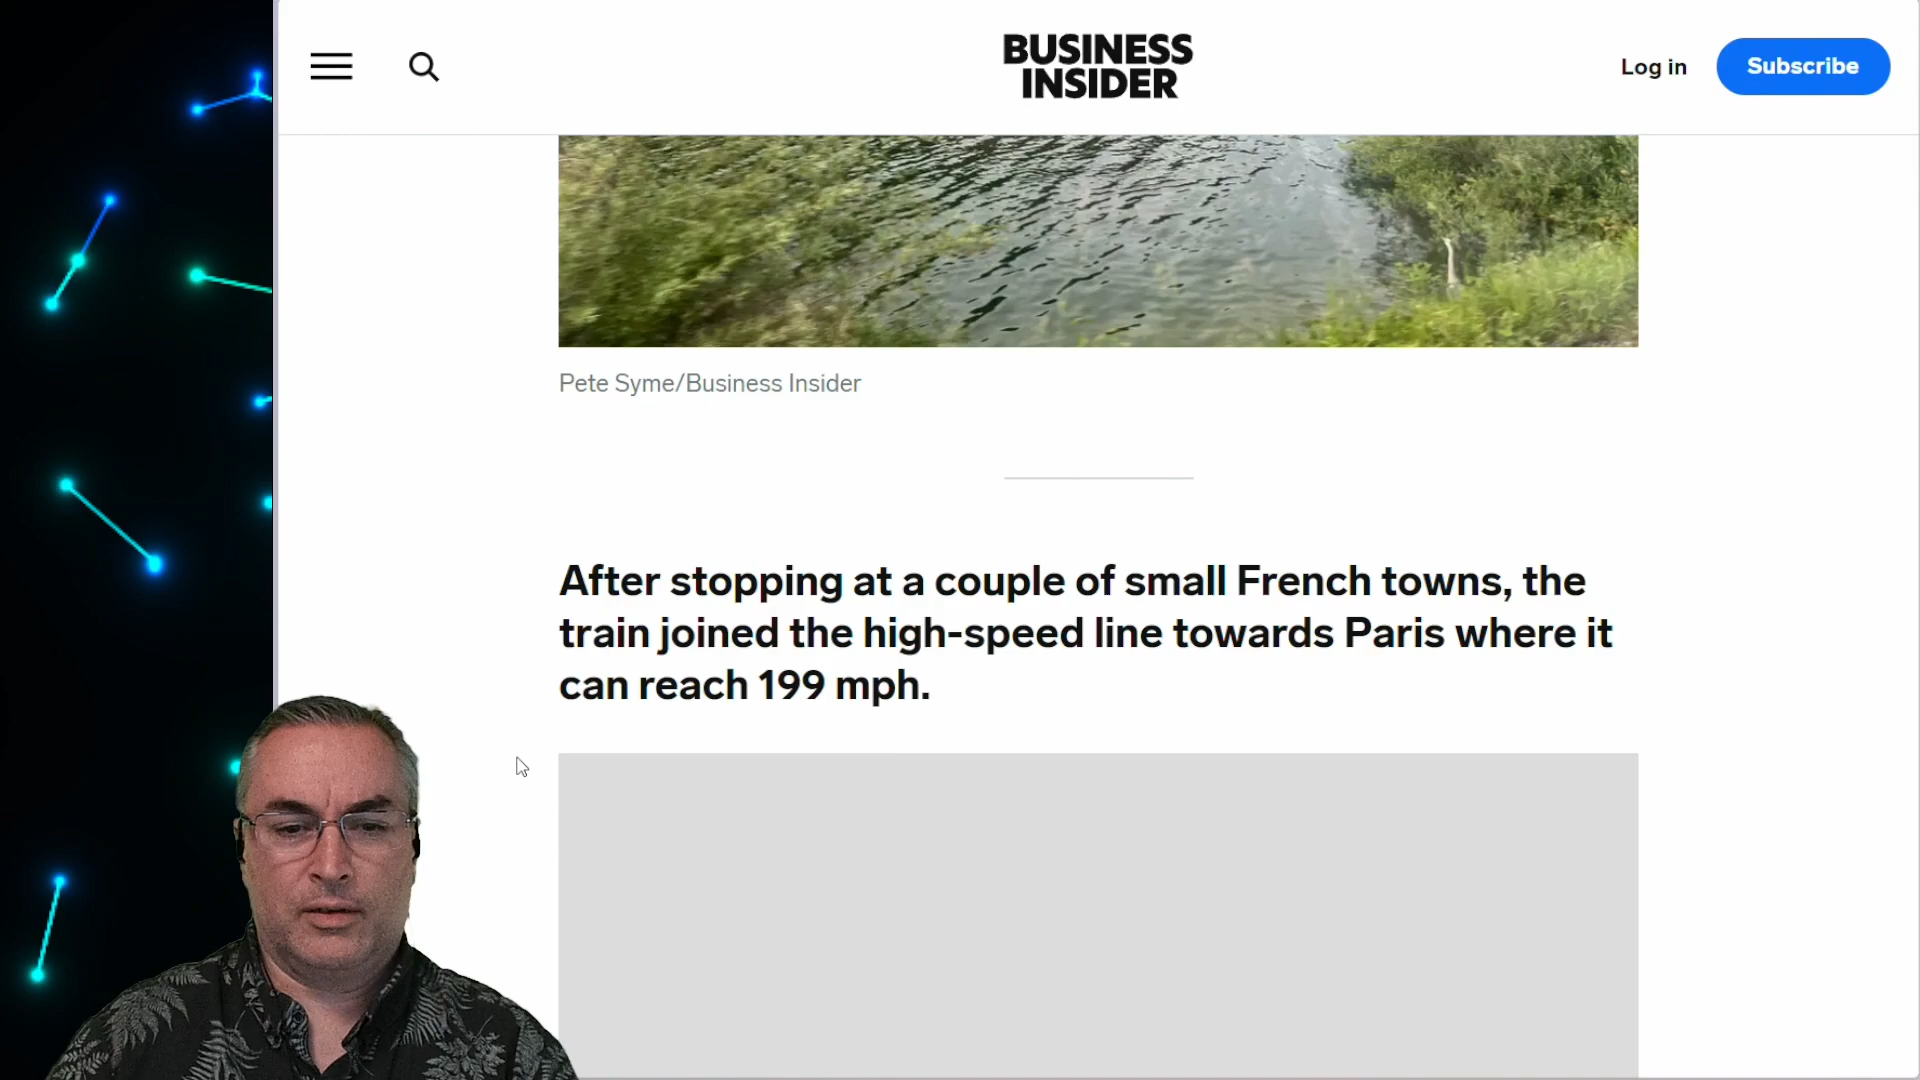 BUSINESS
INSIDER
Log in
Subscribe
Pete Syme/Business Insider
After stopping at a couple of small French towns, the
train joined the high-speed line towards Paris where it
can reach 199 mph.